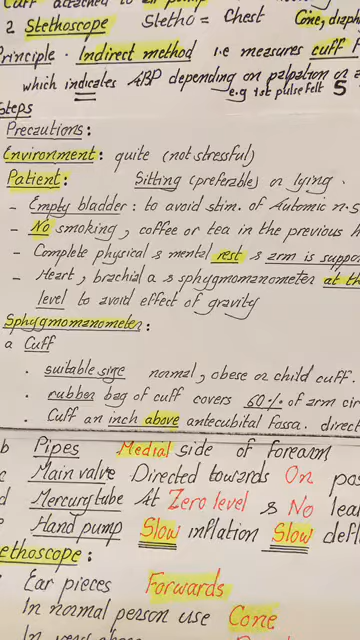 Cuff attached to air pump
2 Stethoscope Stetho = Chest Cone, diaph
Principle. Indirect method i.e measures cuff
which indicates ABP depending on palpation or
e.g 1st pulse felt 5
Steps
Precautions:
Environment: quite (not stressful)
Patient: Sitting (preferable) or lying.
- Empty bladder: to avoid stim. of Autonomic n.s
- No smoking, coffee or tea in the previous h
- Complete physical & mental rest & arm is suppor
- Heart, brachial a & sphygmomanometer at the
level to avoid effect of gravity
Sphygmomanometer:
a Cuff
. suitable size normal, obese or child cuff.
. rubber bag of cuff covers 60% of arm cir
. Cuff an inch above antecubital fossa. direct
b Pipes Medial side of forearm
c Main valve Directed towards On pos
d Mercury tube At Zero level & No lea
e Hand pump Slow inflation Slow defl
ethoscope:
Ear pieces Forwards
In normal person use Cone